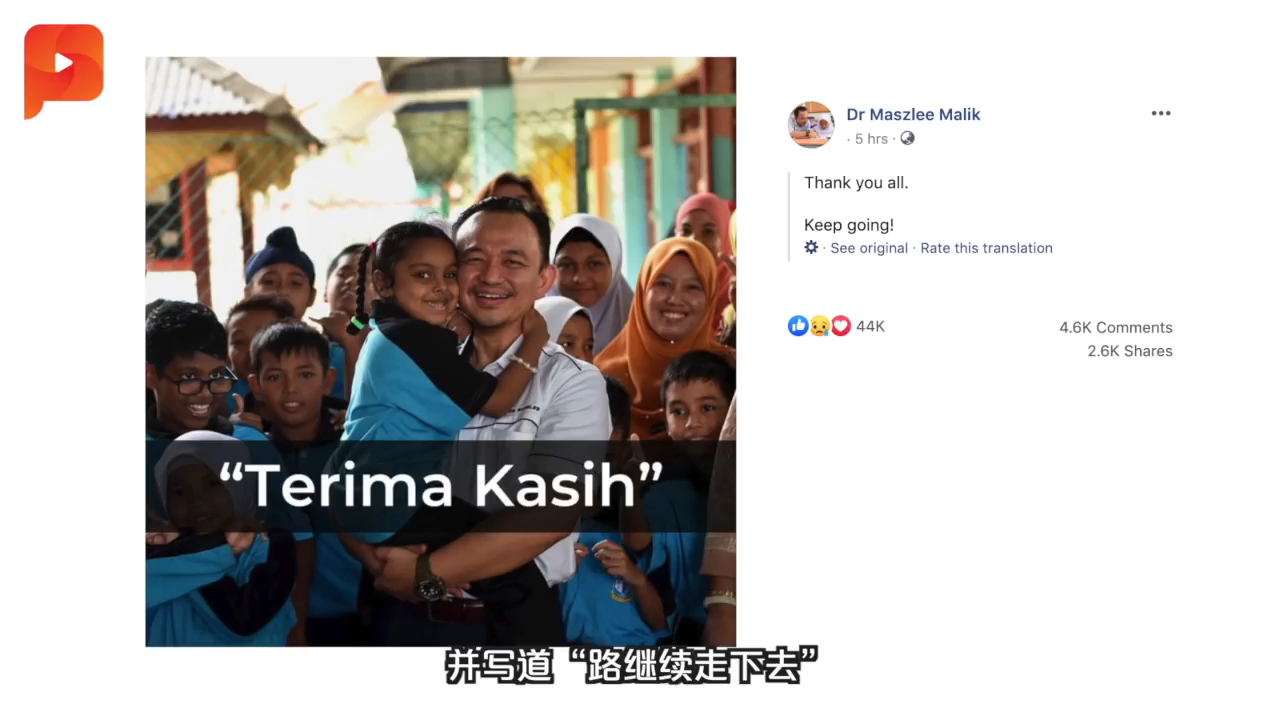 Dr Maszlee Malik
· 5 hrs ·
Thank you all.
Keep going!
· See original · Rate this translation
44K
4.6K Comments
2.6K Shares
“Terima Kasih”
并写道“路继续走下去”